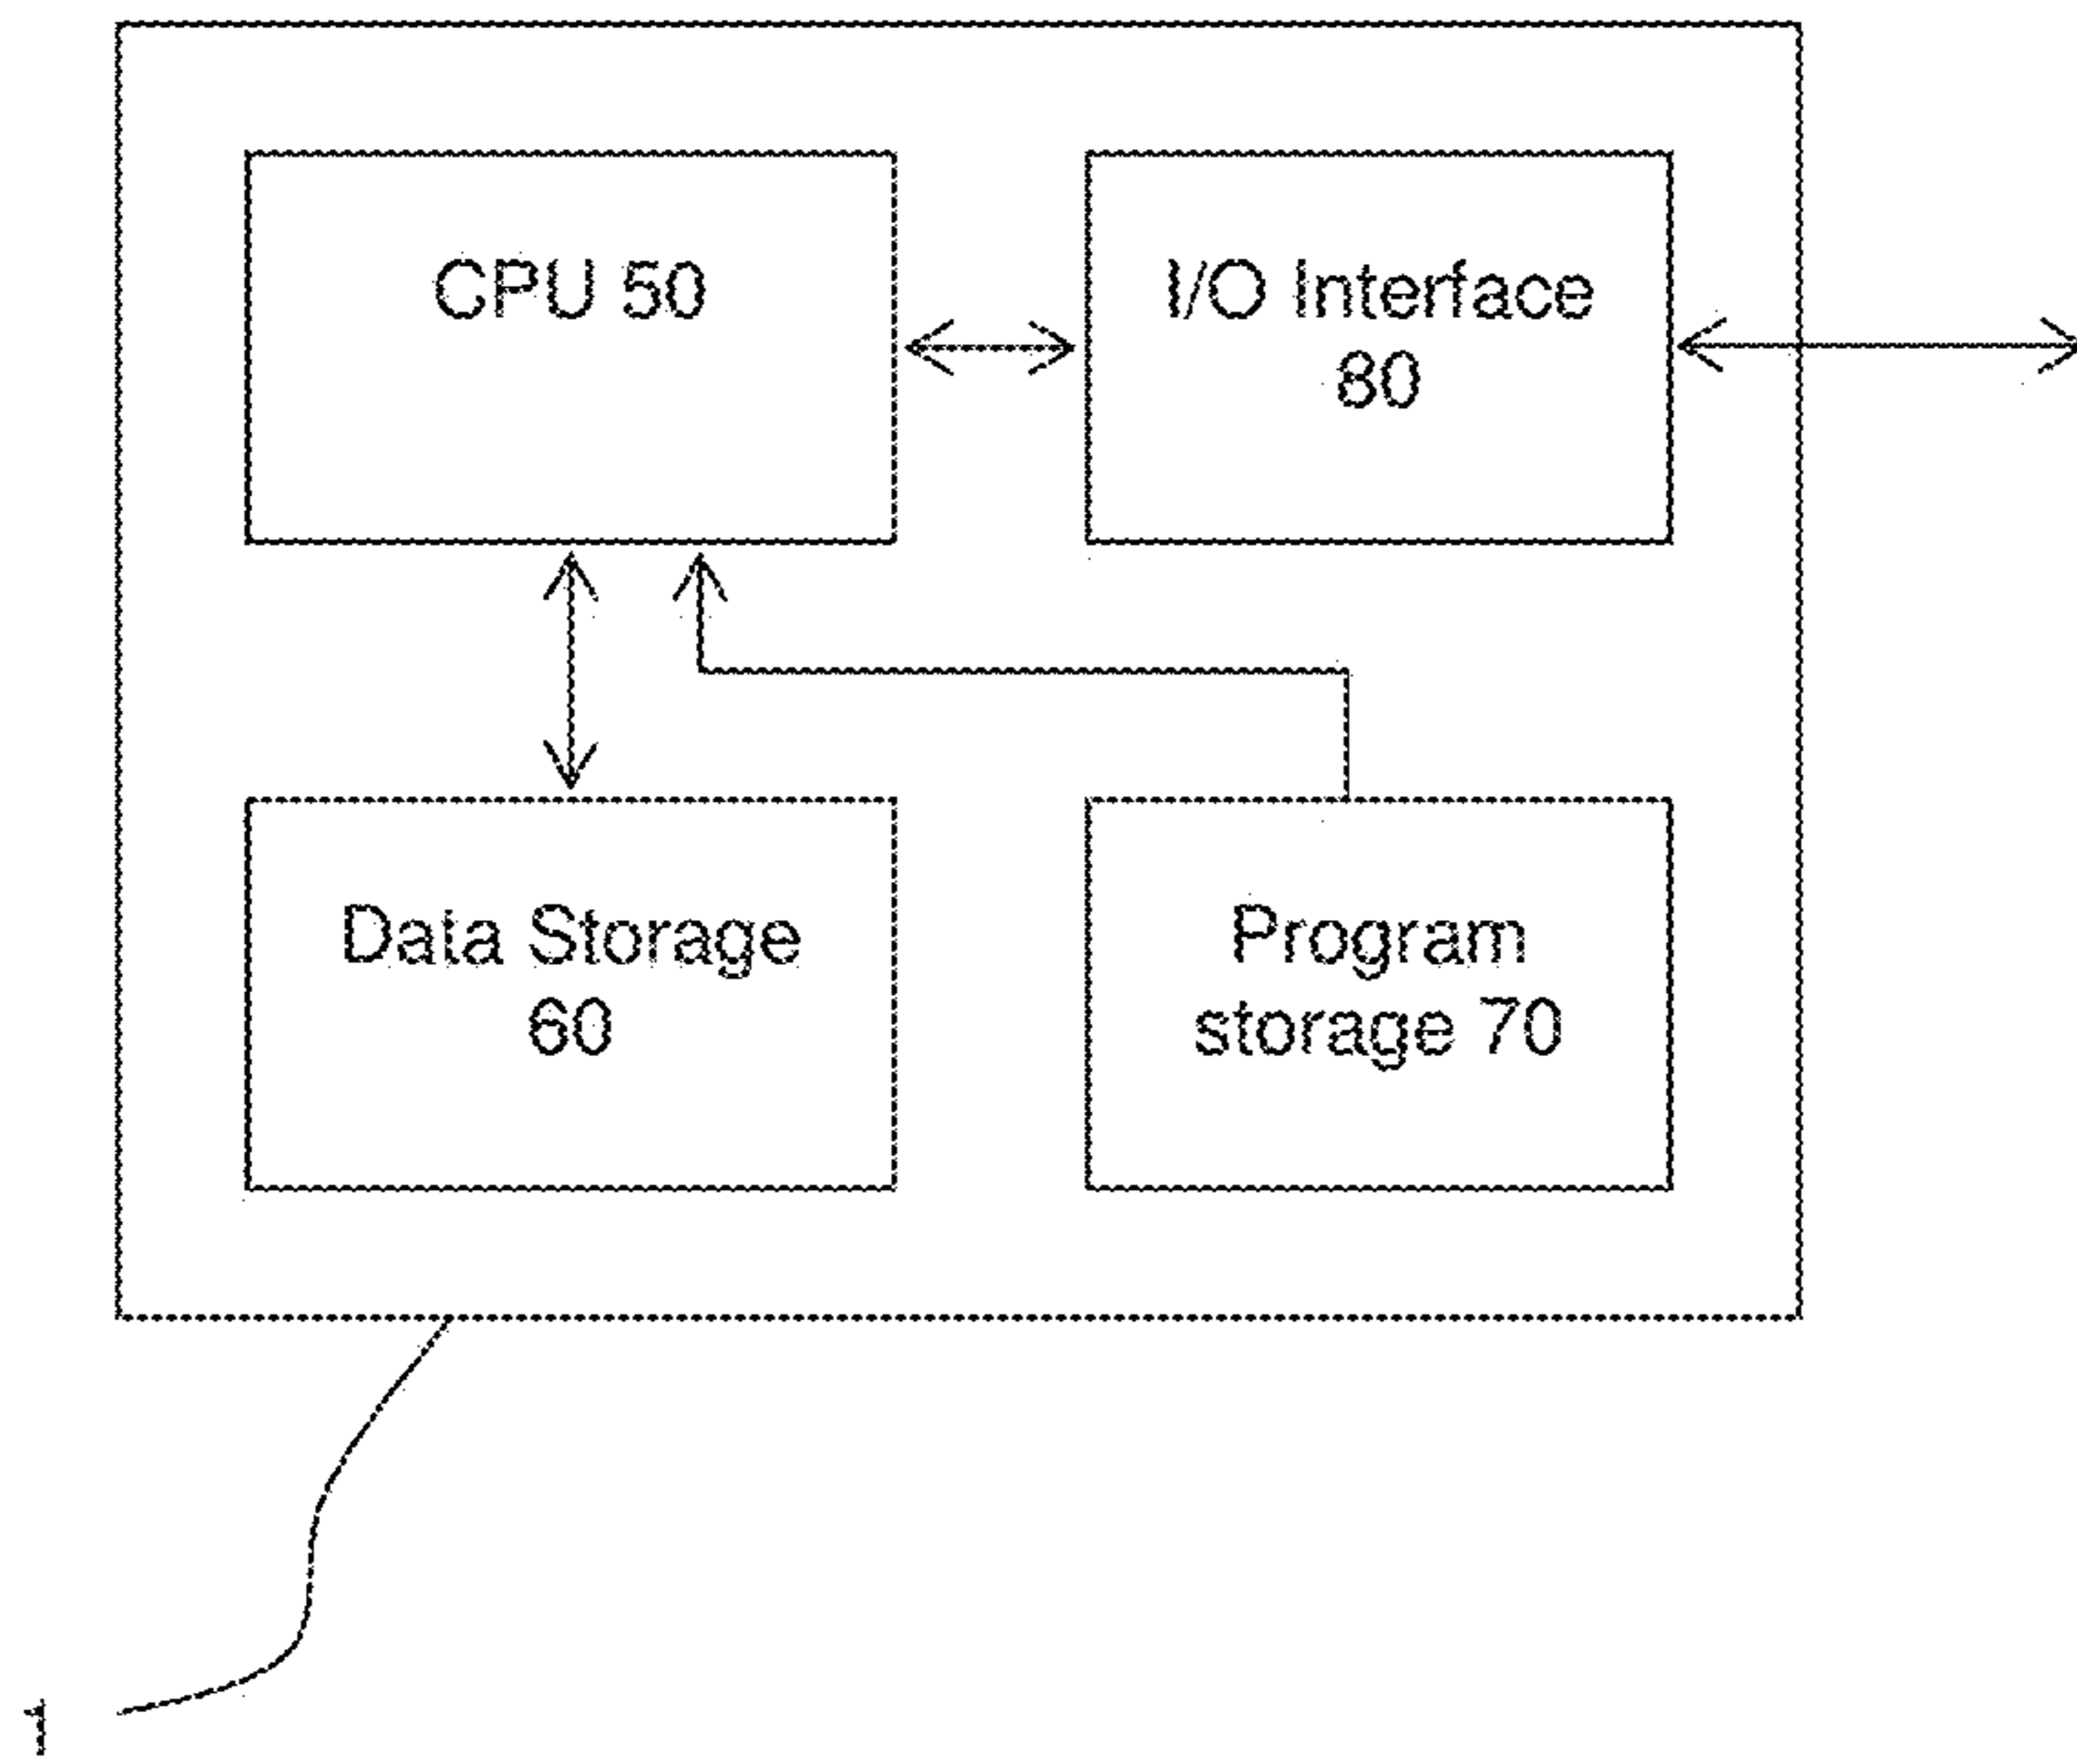 CPU 50
I/O Interface
80
Data Storage
60
Program
storage 70
1